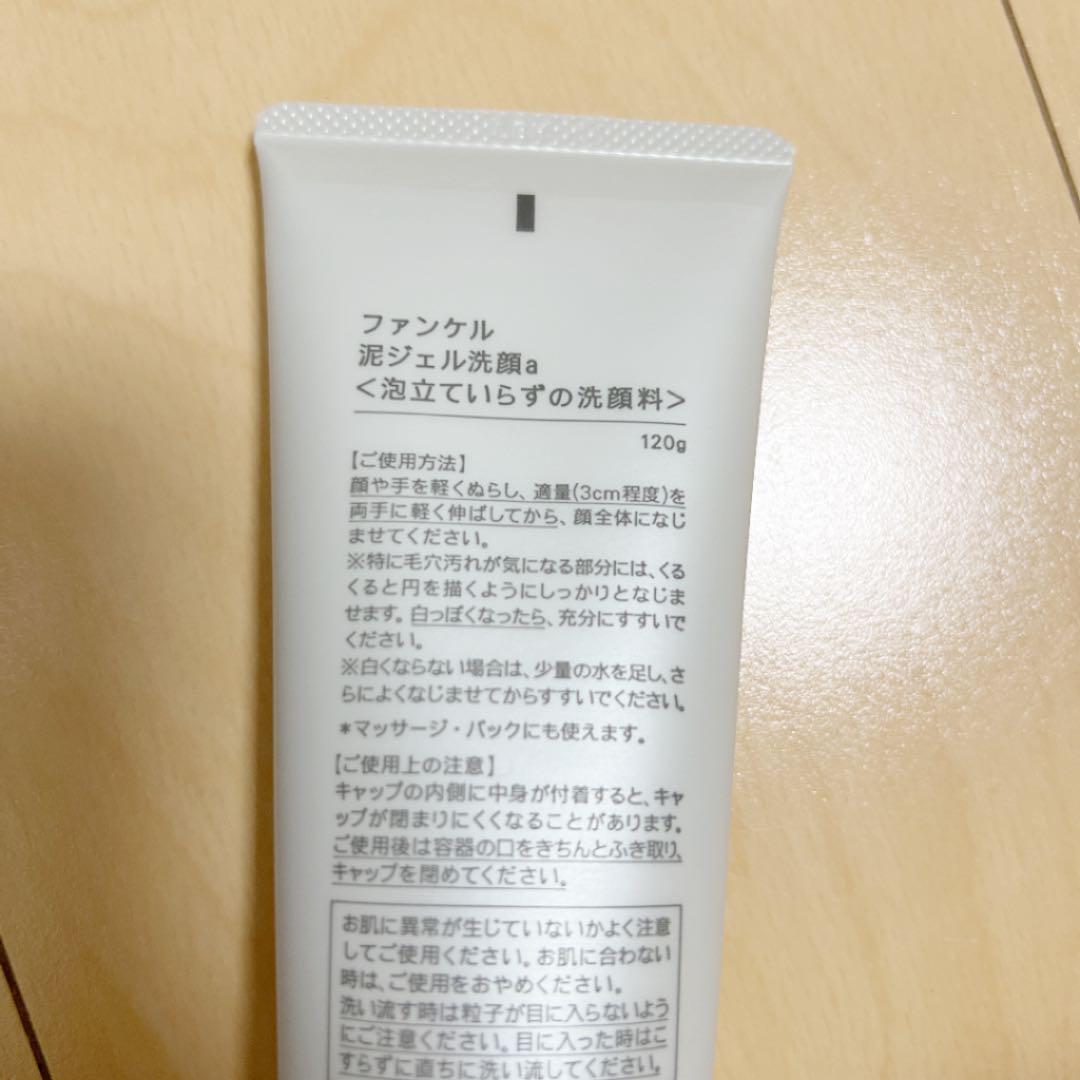 ファンケル
泥ジェル洗顔a
＜泡立ていらずの洗顔料＞
120g
【ご使用方法】
顔や手を軽くぬらし、適量(3cm程度)を
両手に軽く伸ばしてから、顔全体になじ
ませてください。
※特に毛穴汚れが気になる部分には、くる
くると円を描くようにしっかりとなじま
せます。白っぽくなったら、充分にすすいで
ください。
※白くならない場合は、少量の水を足し、さ
らによくなじませてからすすいでください。
*マッサージ・パックにも使えます。
【ご使用上の注意】
キャップの内側に中身が付着すると、キャ
ップが閉まりにくくなることがあります。
ご使用後は容器の口をきちんとふき取り、
キャップを閉めてください。
お肌に異常が生じていないかよく注意
してご使用ください。お肌に合わない
時は、ご使用をおやめください。
洗い流す時は粒子が目に入らないよう
にご注意ください。目に入った時はこ
すらずに直ちに洗い流してください。